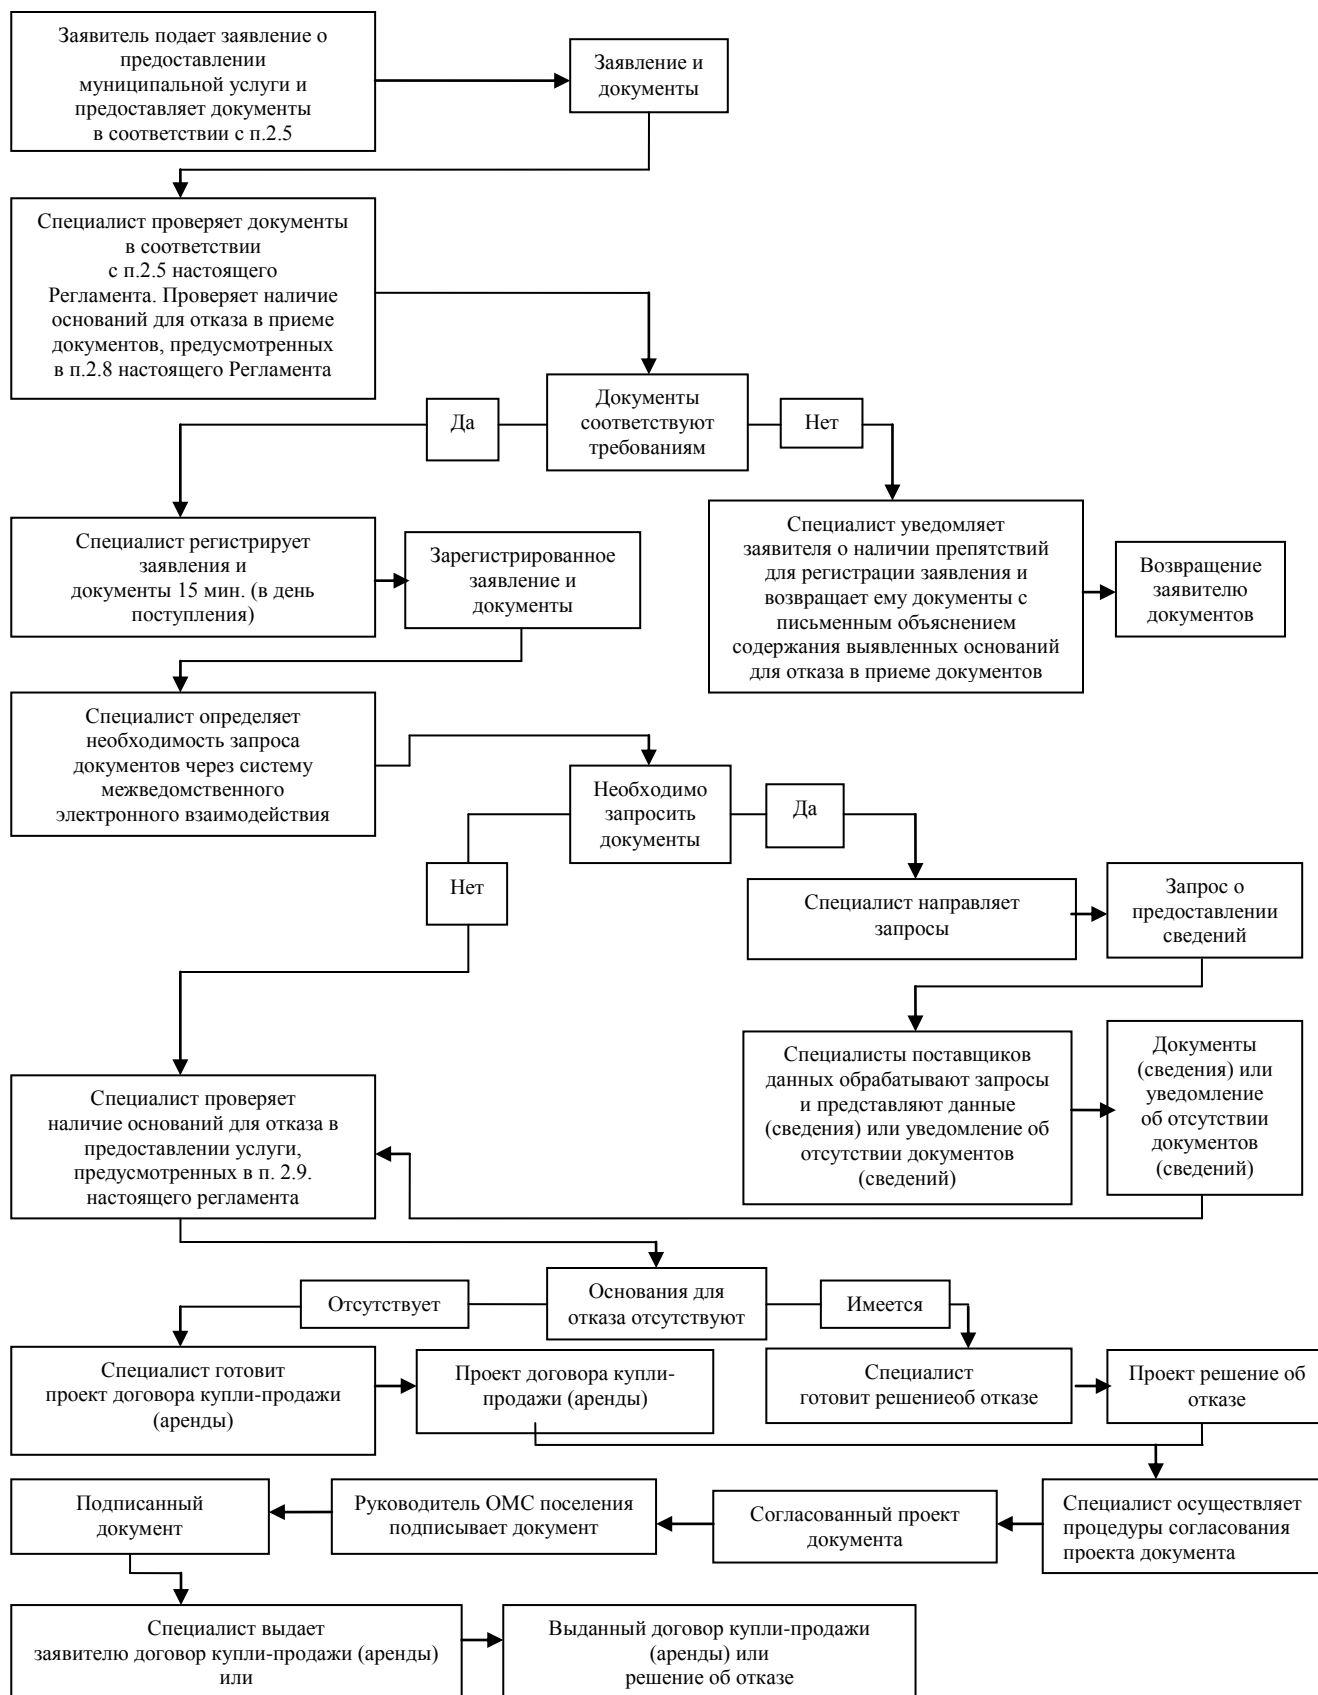 Заявитель подает заявление о
предоставлении
муниципальной услуги и
предоставляет документы
в соответствии с п.2.5
Заявление и
документы
Специалист проверяет документы
в соответствии
с п.2.5 настоящего
Регламента. Проверяет наличие
оснований для отказа в приеме
документов, предусмотренных
в п.2.8 настоящего Регламента
Документы
соответствуют
требованиям
Да
Нет
Специалист регистрирует
заявления и
документы 15 мин. (в день
поступления)
Зарегистрированное
заявление и
документы
Специалист уведомляет
заявителя о наличии препятствий
для регистрации заявления и
возвращает ему документы с
письменным объяснением
содержания выявленных оснований
для отказа в приеме документов
Возвращение
заявителю
документов
Специалист определяет
необходимость запроса
документов через систему
межведомственного
электронного взаимодействия
Необходимо
запросить
документы
Да
Нет
Специалист направляет
запросы
Запрос о
предоставлении
сведений
Специалисты поставщиков
данных обрабатывают запросы
и представляют данные
(сведения) или уведомление об
отсутствии документов
(сведений)
Документы
(сведения) или
уведомление
об отсутствии
документов
(сведений)
Специалист проверяет
наличие оснований для отказа в
предоставлении услуги,
предусмотренных в п. 2.9.
настоящего регламента
Основания для
отказа отсутствуют
Отсутствует
Имеется
Специалист готовит
проект договора купли-продажи
(аренды)
Проект договора купли-
продажи (аренды)
Специалист
готовит решениеоб отказе
Проект решение об
отказе
Специалист осуществляет
процедуры согласования
проекта документа
Согласованный проект
документа
Руководитель ОМС поселения
подписывает документ
Подписанный
документ
Специалист выдает
заявителю договор купли-продажи (аренды)
или
Выданный договор купли-продажи
(аренды) или
решение об отказе